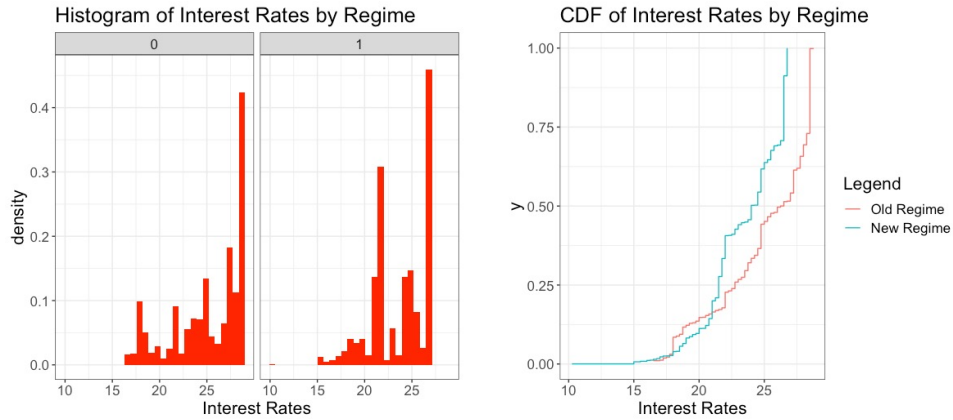 Histogram of Interest Rates by Regime
0 1
density
0.4
0.3
0.2
0.1
0.0
10 15 20 25 10 15 20 25
Interest Rates
CDF of Interest Rates by Regime
y
1.00
0.75
0.50
0.25
0.00
10 15 20 25
Interest Rates
Legend
Old Regime
New Regime